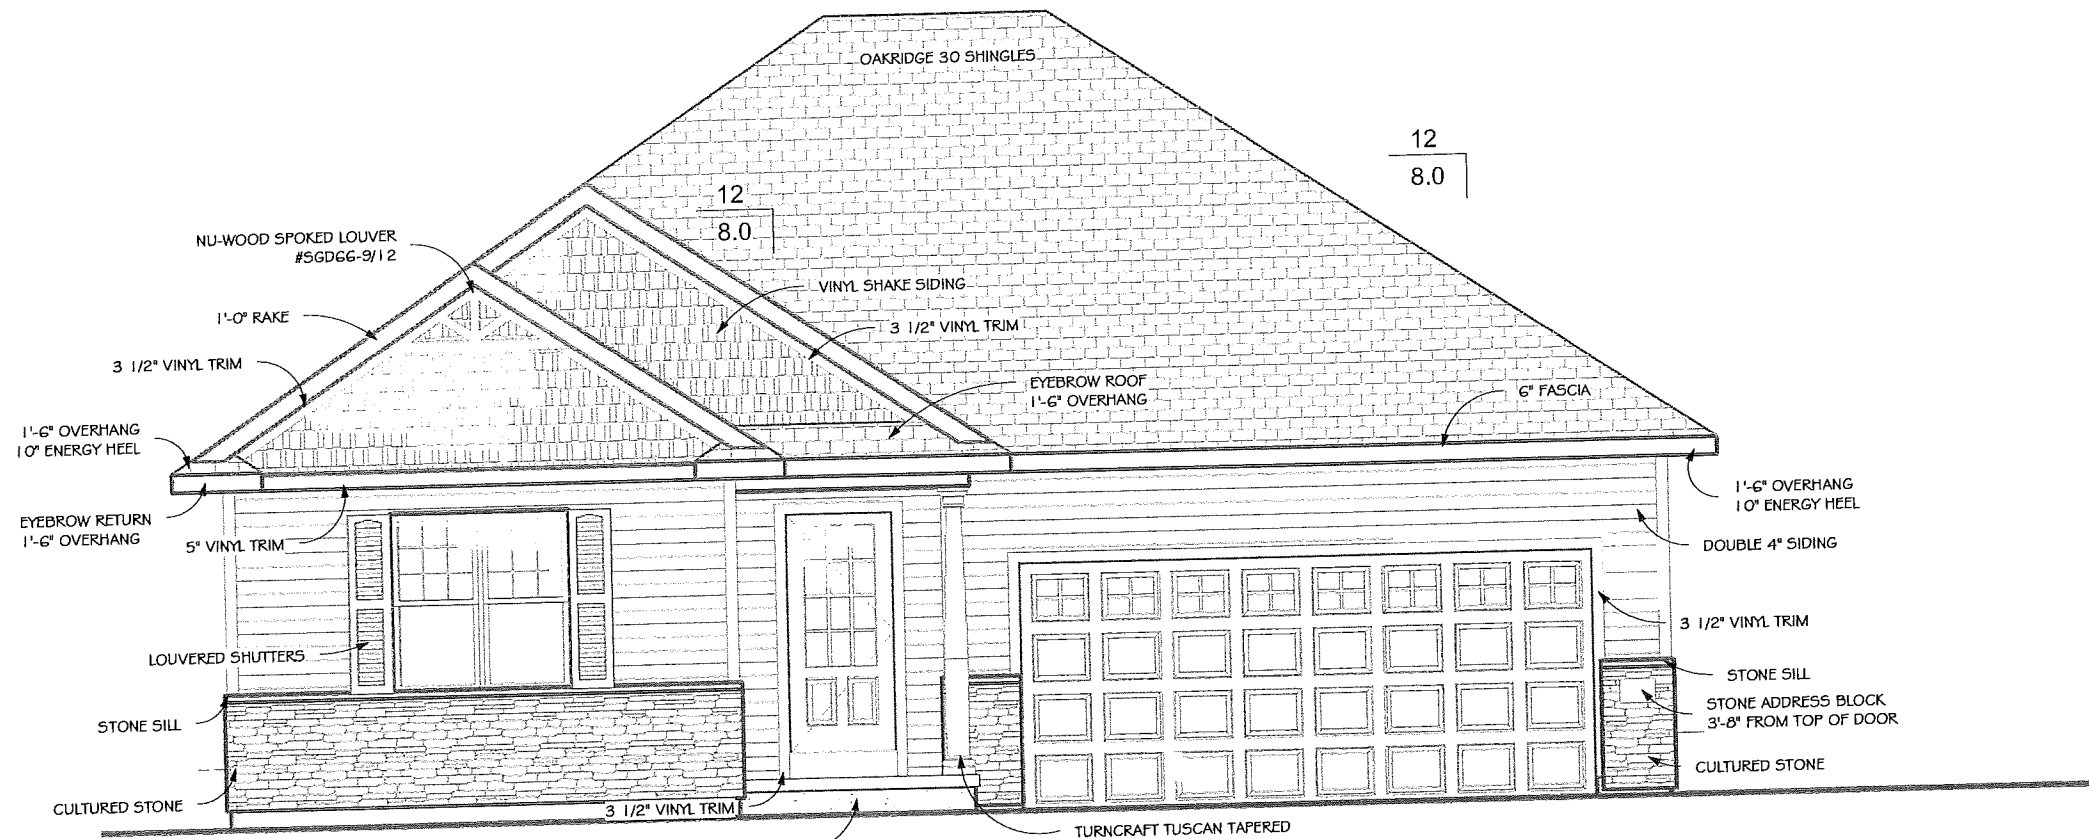 OAKRIDGE 30 SHINGLES
12
8.0
12
8.0
NU-WOOD SPOKED LOUVER
#SGD66-9/12
VINYL SHAKE SIDING
1'-0" RAKE
3 1/2" VINYL TRIM
3 1/2" VINYL TRIM
EYEBROW ROOF
1'-6" OVERHANG
6" FASCIA
1'-6" OVERHANG
10" ENERGY HEEL
1'-6" OVERHANG
10" ENERGY HEEL
EYEBROW RETURN
1'-6" OVERHANG
5" VINYL TRIM
DOUBLE 4" SIDING
3 1/2" VINYL TRIM
LOUVERED SHUTTERS
STONE SILL
STONE SILL
STONE ADDRESS BLOCK
3'-8" FROM TOP OF DOOR
CULTURED STONE
CULTURED STONE
3 1/2" VINYL TRIM
TURNCRAFT TUSCAN TAPERED